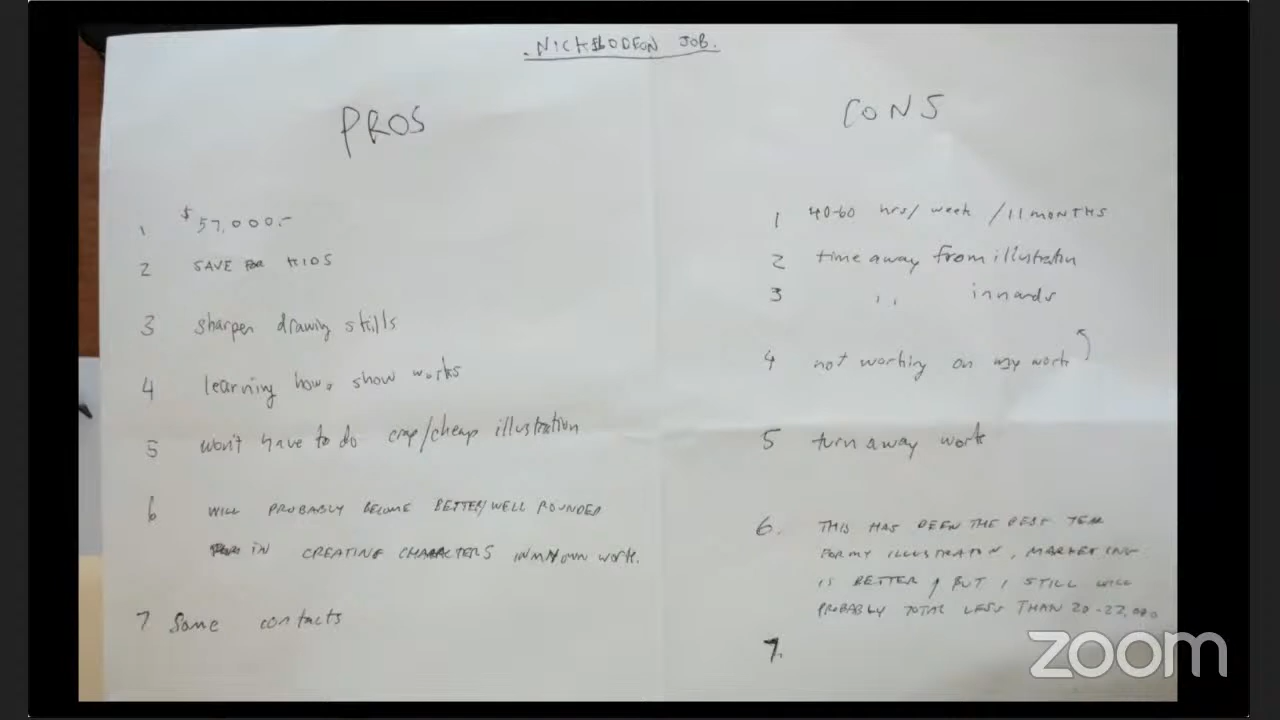 NICKELODEON JOB.
PROS
1 $57,000.-
2 SAVE FOR KIDS
3 sharpen drawing skills
4 learning how show works
5 won't have to do crap/cheap illustration
6 WILL PROBABLY BECOME BETTER/WELL ROUNDED
IN CREATING CHARACTERS IN MY OWN WORK.
7 Some contacts
CONS
1 40-60 hrs/week /11 MONTHS
2 time away from illustration
3 " innards
4 not working on my work
5 turn away work
6. THIS HAS BEEN THE BEST YEAR
FOR MY ILLUSTRATON, MARKETING
IS BETTER, BUT I STILL WILL
PROBABLY TOTAL LESS THAN 20-22,000
7.
zoom